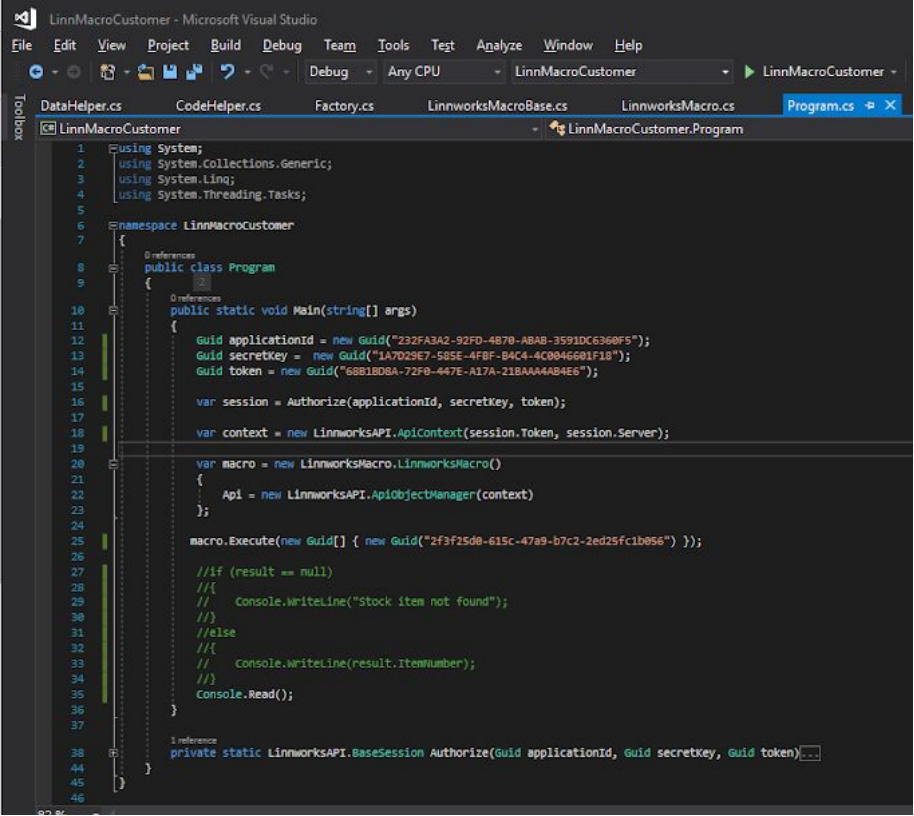 LinnMacroCustomer - Microsoft Visual Studio
File Edit View Project Build Debug Team Tools Test Analyze Window Help
Debug Any CPU LinnMacroCustomer LinnMacroCustomer
Toolbox
DataHelper.cs CodeHelper.cs Factory.cs LinnworksMacroBase.cs LinnworksMacro.cs Program.cs
C# LinnMacroCustomer LinnMacroCustomer.Program
1 using System;
2 using System.Collections.Generic;
3 using System.Linq;
4 using System.Threading.Tasks;
5
6 namespace LinnMacroCustomer
7 {
0 references
8 public class Program
9 { 2
0 references
10 public static void Main(string[] args)
11 {
12 Guid applicationId = new Guid("232FA3A2-92FD-4B70-ABAB-3591DC6360F5");
13 Guid secretKey =  new Guid("1A7D29E7-585E-4FBF-B4C4-4C0046601F18");
14 Guid token = new Guid("68B1BD8A-72F0-447E-A17A-21BAAA4AB4E6");
15
16 var session = Authorize(applicationId, secretKey, token);
17
18 var context = new LinnworksAPI.ApiContext(session.Token, session.Server);
19
20 var macro = new LinnworksMacro.LinnworksMacro()
21 {
22 Api = new LinnworksAPI.ApiObjectManager(context)
23 };
24
25 macro.Execute(new Guid[] { new Guid("2f3f25d0-615c-47a9-b7c2-2ed25fc1b056") });
26
27 //if (result == null)
28 //{
29 //    Console.WriteLine("Stock item not found");
30 //}
31 //else
32 //{
33 //    Console.WriteLine(result.ItemNumber);
34 //}
35 Console.Read();
36 }
37
1 reference
38 private static LinnworksAPI.BaseSession Authorize(Guid applicationId, Guid secretKey, Guid token)...
44 }
45 }
46